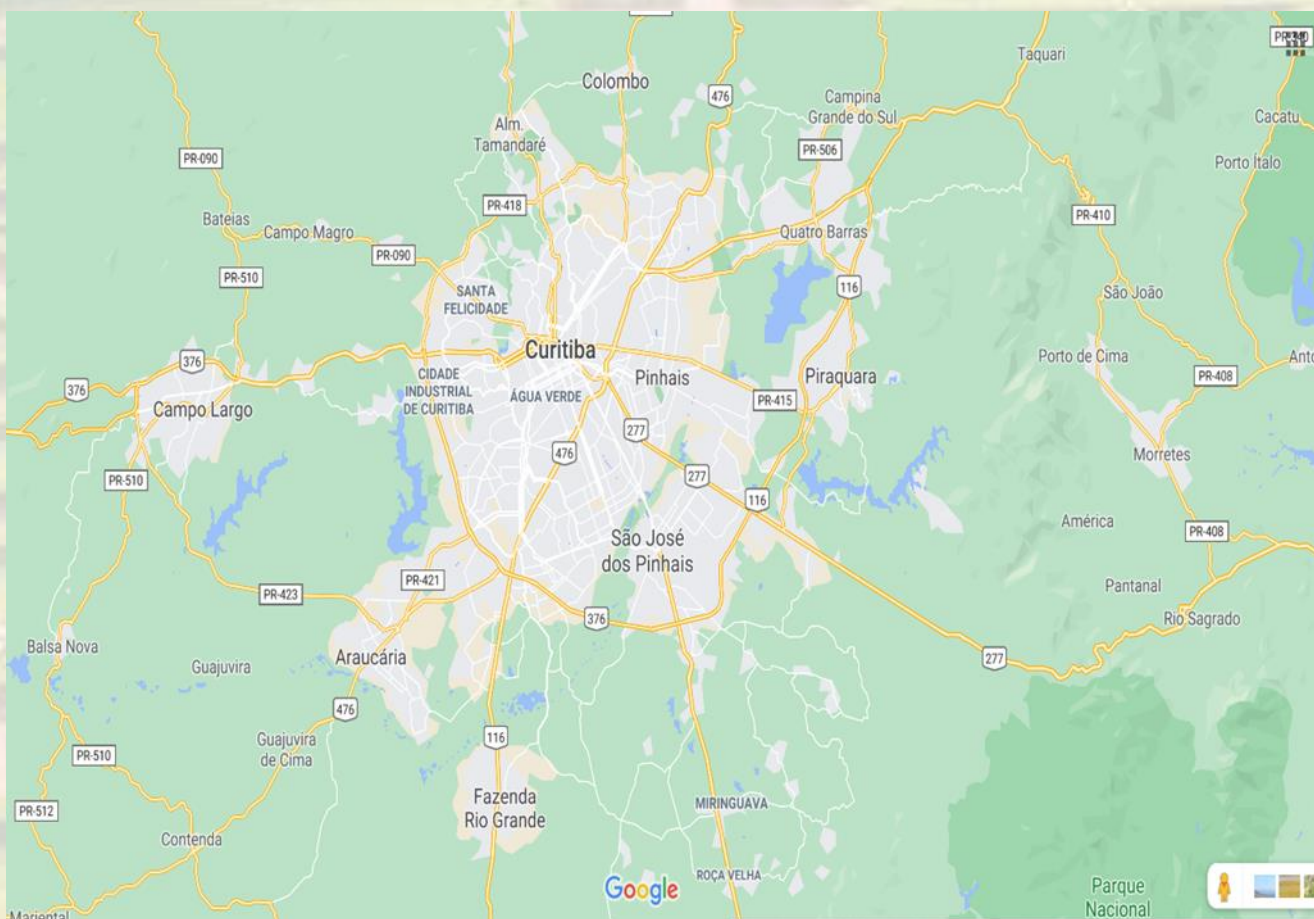 Taquari
Colombo
476
Campina
Grande do Sul
Cacatu
Alm.
Tamandaré
PR-090
PR-506
Porto Ítalo
PR-418
PR-410
Bateias
Campo Magro
Quatro Barras
PR-090
PR-510
116
SANTA
FELICIDADE
São João
Curitiba
Porto de Cima
376
376
CIDADE
INDUSTRIAL
DE CURITIBA
ÁGUA VERDE
Pinhais
Piraquara
PR-408
PR-415
Campo Largo
277
476
Morretes
PR-510
277
116
América
PR-408
São José
dos Pinhais
PR-421
PR-423
Pantanal
376
Rio Sagrado
Balsa Nova
Guajuvira
Araucária
277
476
116
Guajuvira
de Cima
PR-510
Fazenda
Rio Grande
MIRINGUAVA
PR-512
Contenda
ROÇA VELHA
Google
Parque
Nacional
Mariental